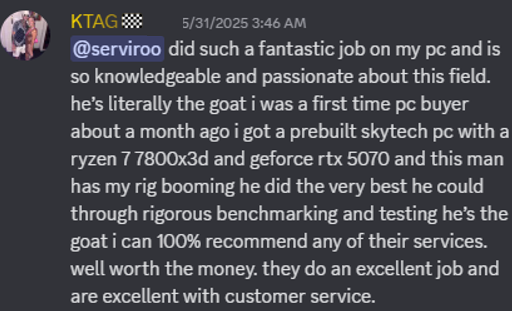 KTAG 5/31/2025 3:46 AM
@serviroo did such a fantastic job on my pc and is
so knowledgeable and passionate about this field.
he's literally the goat i was a first time pc buyer
about a month ago i got a prebuilt skytech pc with a
ryzen 7 7800x3d and geforce rtx 5070 and this man
has my rig booming he did the very best he could
through rigorous benchmarking and testing he's the
goat i can 100% recommend any of their services.
well worth the money. they do an excellent job and
are excellent with customer service.